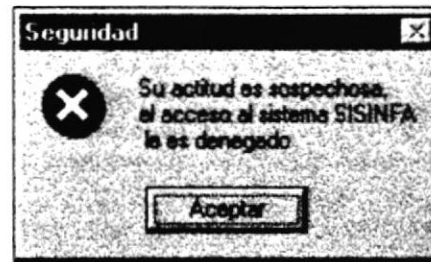 Seguridad
Su actitud es sospechosa,
el acceso al sistema SISINFA
le es denegado
Aceptar